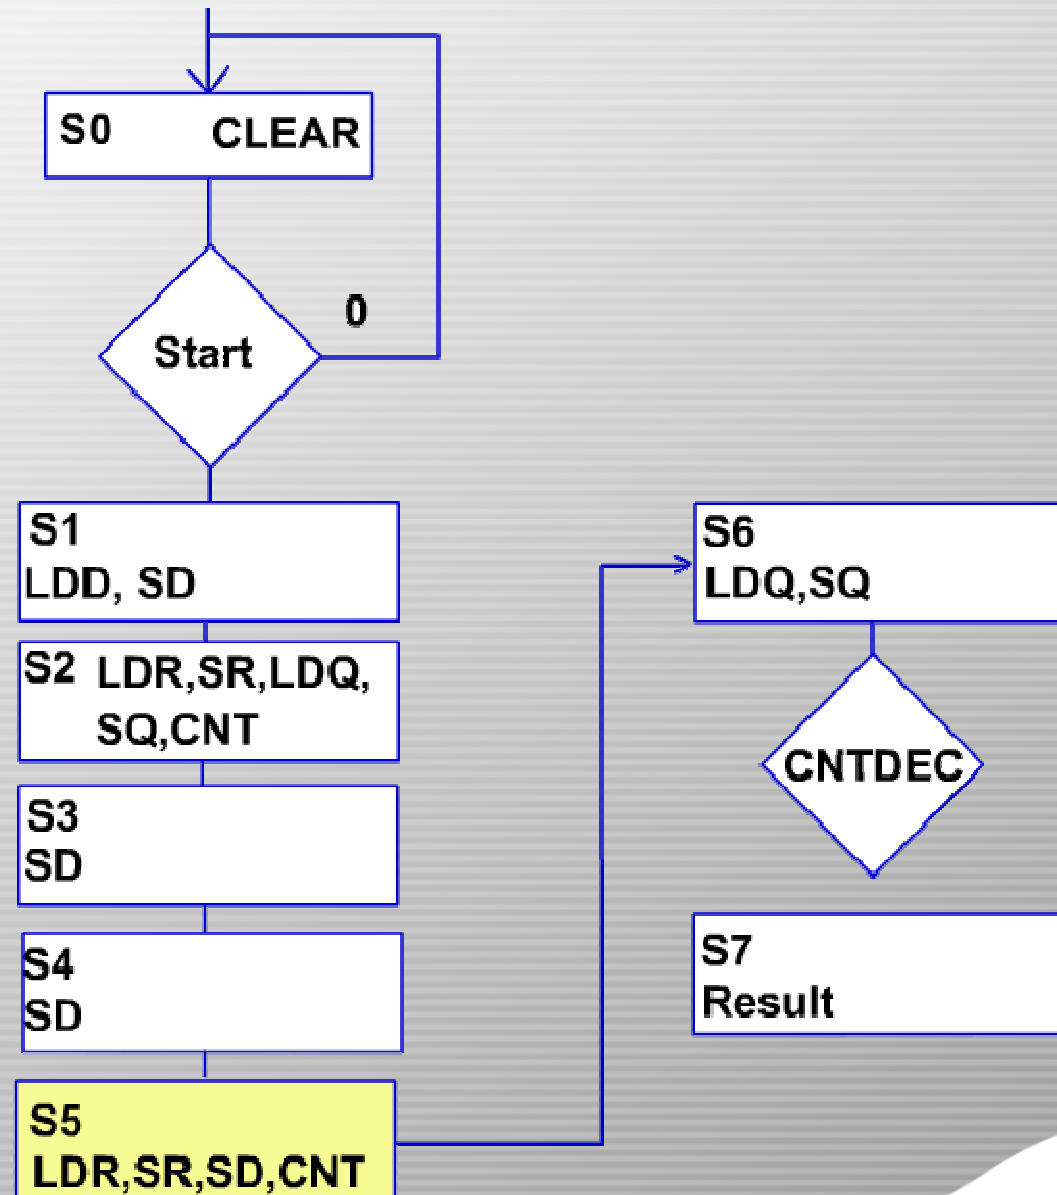 S0 CLEAR
0
Start
S1
LDD, SD
S2 LDR,SR,LDQ,
SQ,CNT
S3
SD
S4
SD
S5
LDR,SR,SD,CNT
S6
LDQ,SQ
CNTDEC
S7
Result